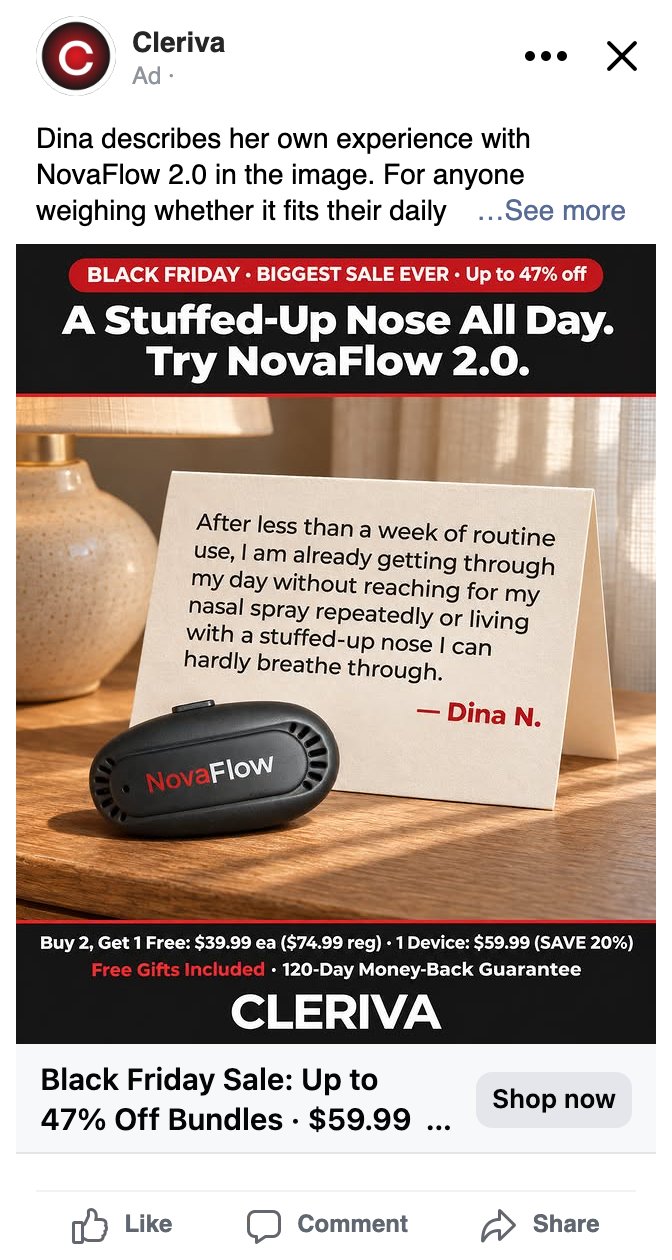 Cleriva
Ad ·
Dina describes her own experience with
NovaFlow 2.0 in the image. For anyone
weighing whether it fits their daily ...See more
BLACK FRIDAY · BIGGEST SALE EVER · Up to 47% off
A Stuffed-Up Nose All Day.
Try NovaFlow 2.0.
After less than a week of routine
use, I am already getting through
my day without reaching for my
nasal spray repeatedly or living
with a stuffed-up nose I can
hardly breathe through.
— Dina N.
NovaFlow
Buy 2, Get 1 Free: $39.99 ea ($74.99 reg) · 1 Device: $59.99 (SAVE 20%)
Free Gifts Included · 120-Day Money-Back Guarantee
CLERIVA
Black Friday Sale: Up to
47% Off Bundles · $59.99 ...
Shop now
Like
Comment
Share